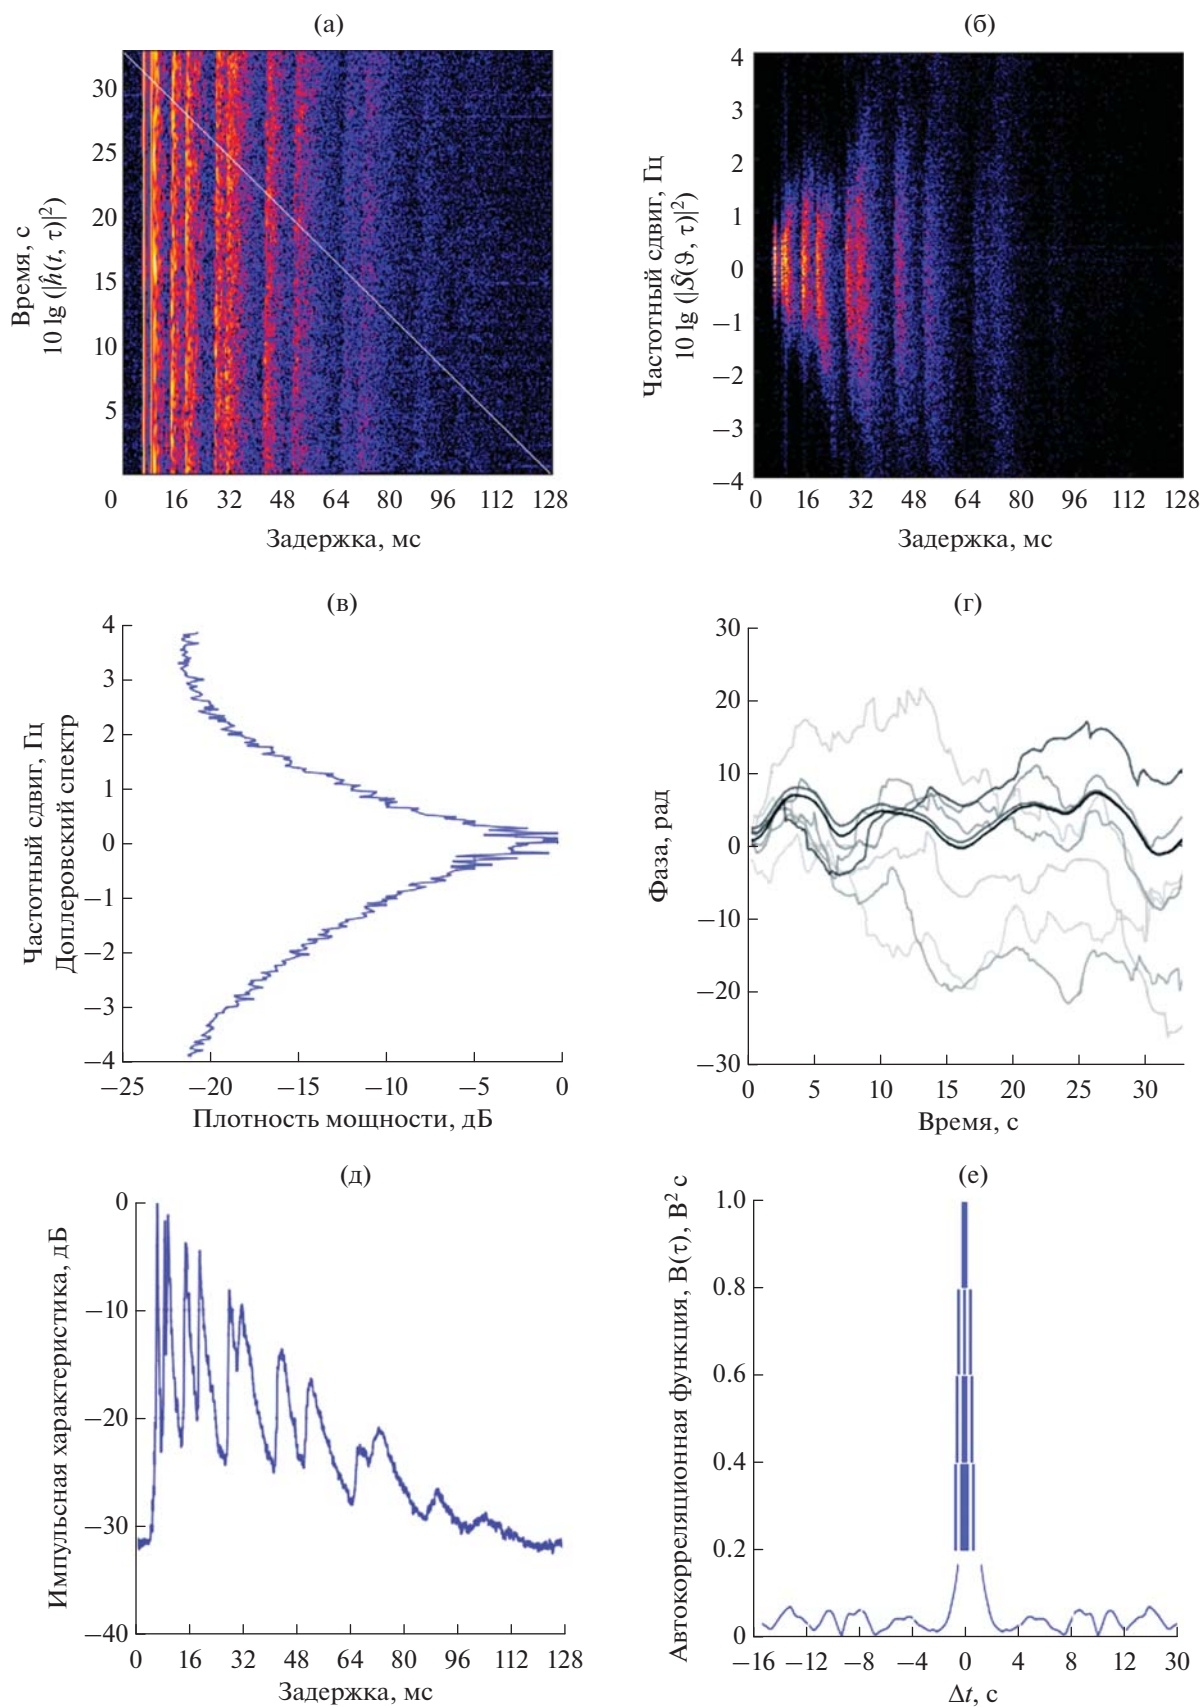 (а)
30
25
20
15
10
5
0 16 32 48 64 80 96 112 128
Время, с
10 lg (|ĥ(t, τ)|²)
Задержка, мс
(б)
4
3
2
1
0
−1
−2
−3
−4
0 16 32 48 64 80 96 112 128
Частотный сдвиг, Гц
10 lg (|Ŝ(ϑ, τ)|²)
Задержка, мс
(в)
4
3
2
1
0
−1
−2
−3
−4
−25 −20 −15 −10 −5 0
Частотный сдвиг, Гц
Доплеровский спектр
Плотность мощности, дБ
(г)
30
20
10
0
−10
−20
−30
0 5 10 15 20 25 30
Фаза, рад
Время, с
(д)
0
−10
−20
−30
−40
0 16 32 48 64 80 96 112 128
Импульсная характеристика, дБ
Задержка, мс
(е)
1.0
0.8
0.6
0.4
0.2
0
−16 −12 −8 −4 0 4 8 12 30
Автокорреляционная функция, B(τ), В² с
Δt, с